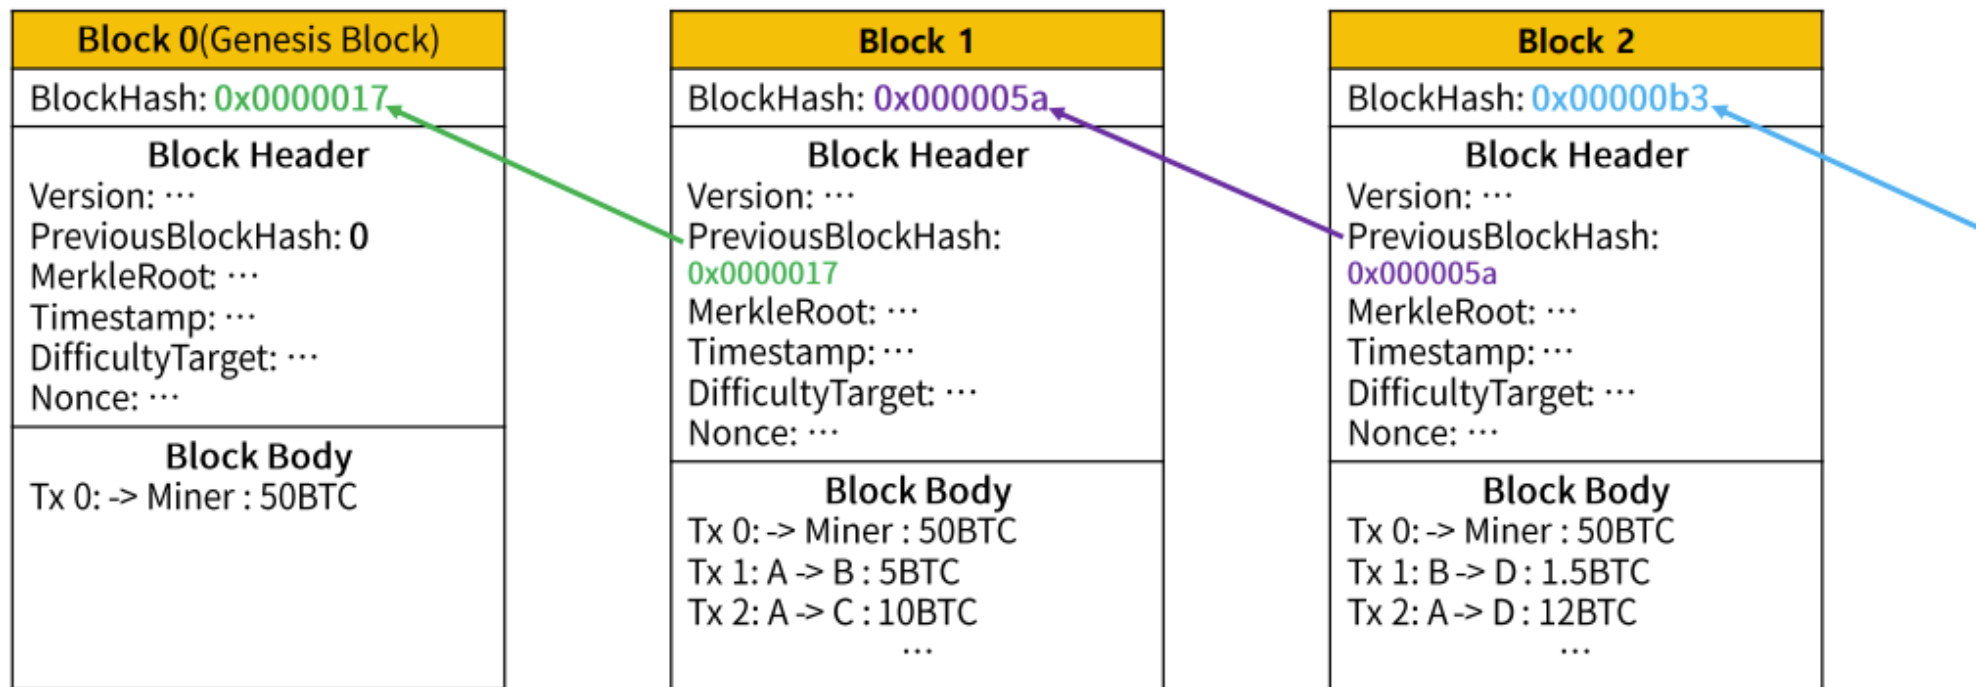 Block 0(Genesis Block)
BlockHash: 0x0000017
Block Header
Version: ⋯
PreviousBlockHash: 0
MerkleRoot: ⋯
Timestamp: ⋯
DifficultyTarget: ⋯
Nonce: ⋯
Block Body
Tx 0: -> Miner : 50BTC
Block 1
BlockHash: 0x000005a
Block Header
Version: ⋯
PreviousBlockHash:
0x0000017
MerkleRoot: ⋯
Timestamp: ⋯
DifficultyTarget: ⋯
Nonce: ⋯
Block Body
Tx 0: -> Miner : 50BTC
Tx 1: A -> B : 5BTC
Tx 2: A -> C : 10BTC
⋯
Block 2
BlockHash: 0x00000b3
Block Header
Version: ⋯
PreviousBlockHash:
0x000005a
MerkleRoot: ⋯
Timestamp: ⋯
DifficultyTarget: ⋯
Nonce: ⋯
Block Body
Tx 0: -> Miner : 50BTC
Tx 1: B -> D : 1.5BTC
Tx 2: A -> D : 12BTC
⋯